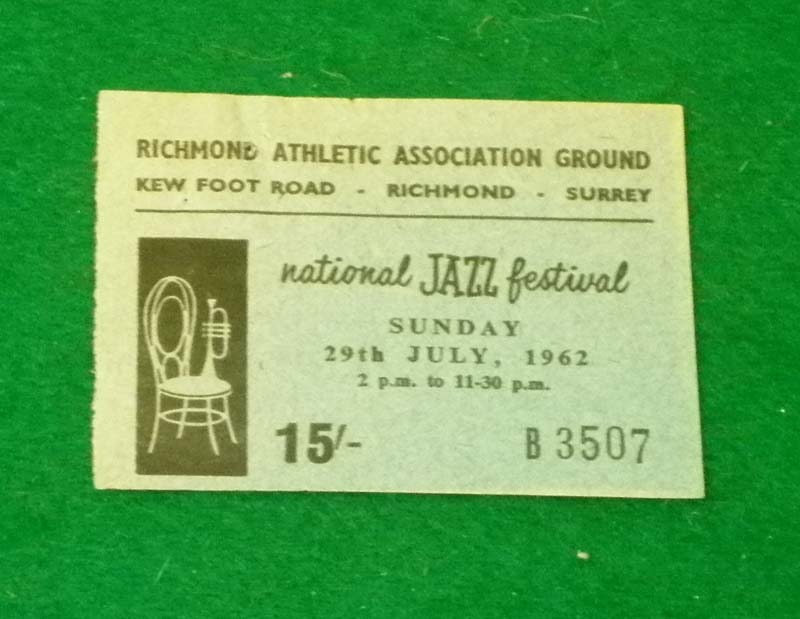 RICHMOND ATHLETIC ASSOCIATION GROUND
KEW FOOT ROAD - RICHMOND - SURREY
national JAZZ festival
SUNDAY
29th JULY, 1962
2 p.m. to 11-30 p.m.
15/- B 3507